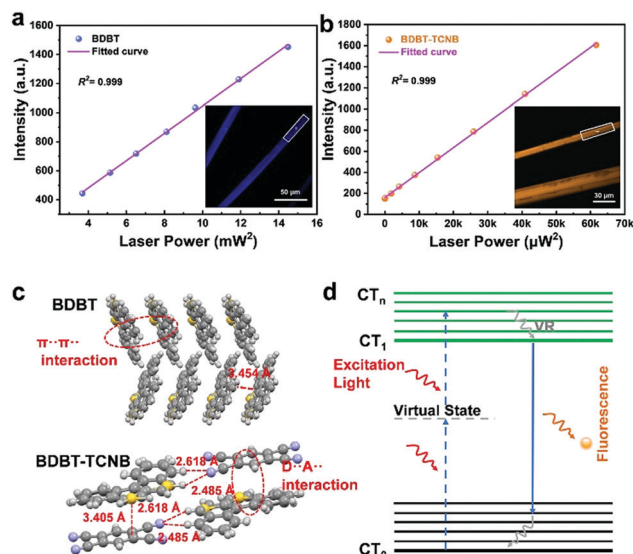 a
BDBT
Fitted curve
R²= 0.999
Intensity (a.u.)
1600
1400
1200
1000
800
600
400
50 μm
2 4 6 8 10 12 14 16
Laser Power (mW²)
b
BDBT-TCNB
Fitted curve
R²= 0.999
Intensity (a.u.)
1800
1600
1400
1200
1000
800
600
400
200
0
30 μm
0 10k 20k 30k 40k 50k 60k 70k
Laser Power (μW²)
c
BDBT
π··π··
interaction
3.454 Å
BDBT-TCNB
2.618 Å
D··A··
interaction
2.485 Å
3.405 Å
2.618 Å
2.485 Å
d
CTn
VR
CT1
Excitation
Light
Virtual State
Fluorescence